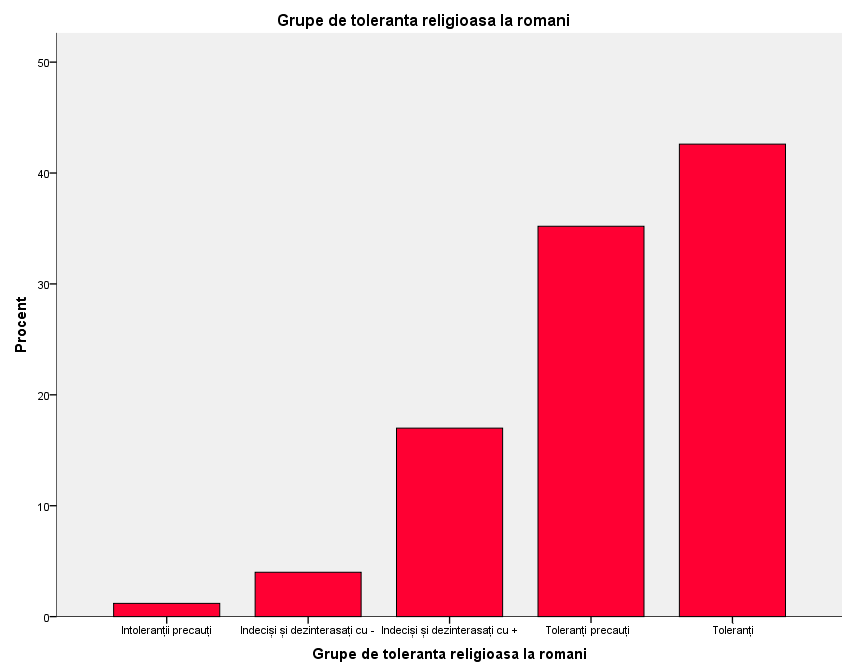 Grupe de toleranta religioasa la romani
50
40
30
20
10
0
Procent
Intoleranții precauți
Indeciși și dezinterasați cu -
Indeciși și dezinterasați cu +
Toleranți precauți
Toleranți
Grupe de toleranta religioasa la romani